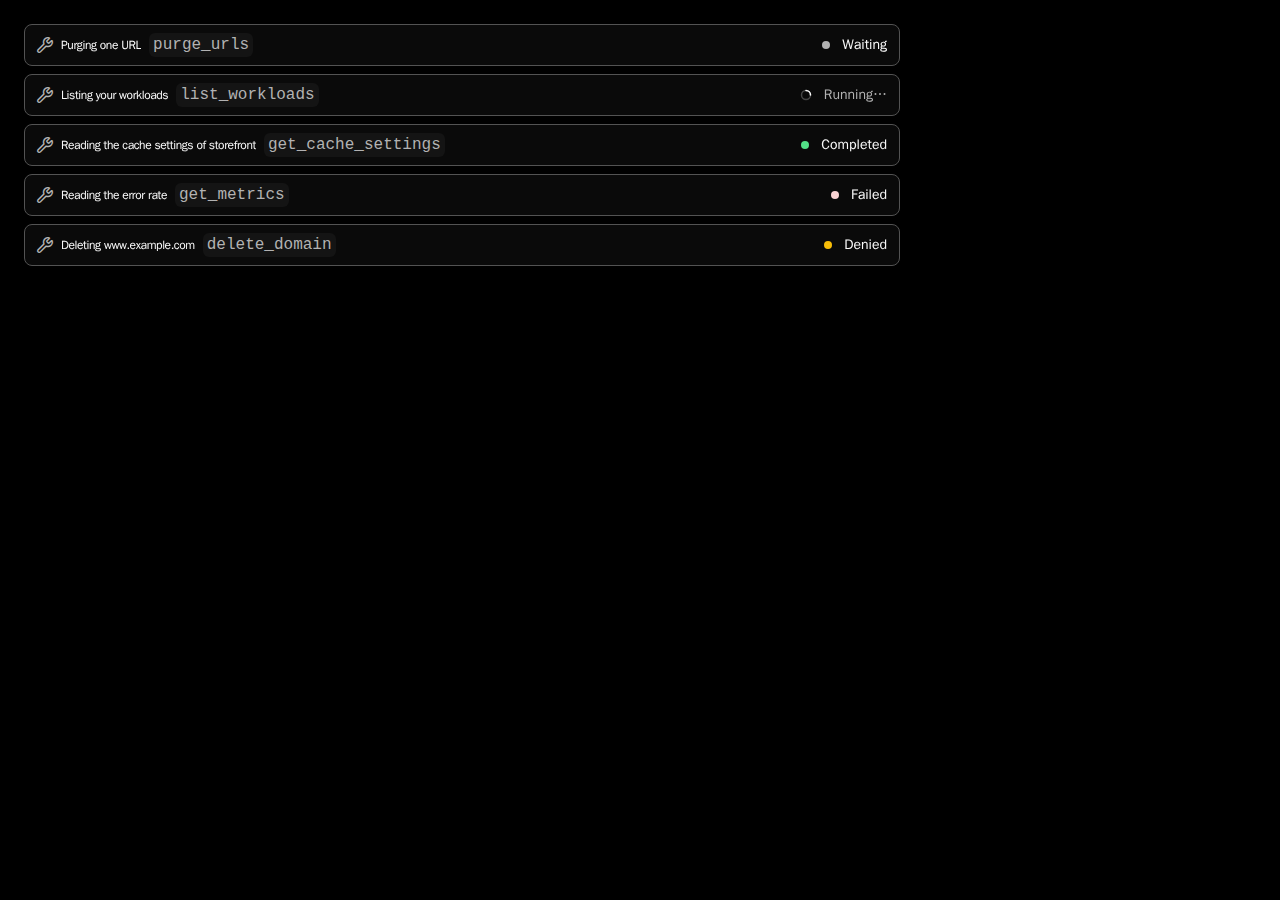 Purging one URL purge_urls Waiting
Listing your workloads list_workloads Running···
Reading the cache settings of storefront get_cache_settings Completed
Reading the error rate get_metrics Failed
Deleting www.example.com delete_domain Denied